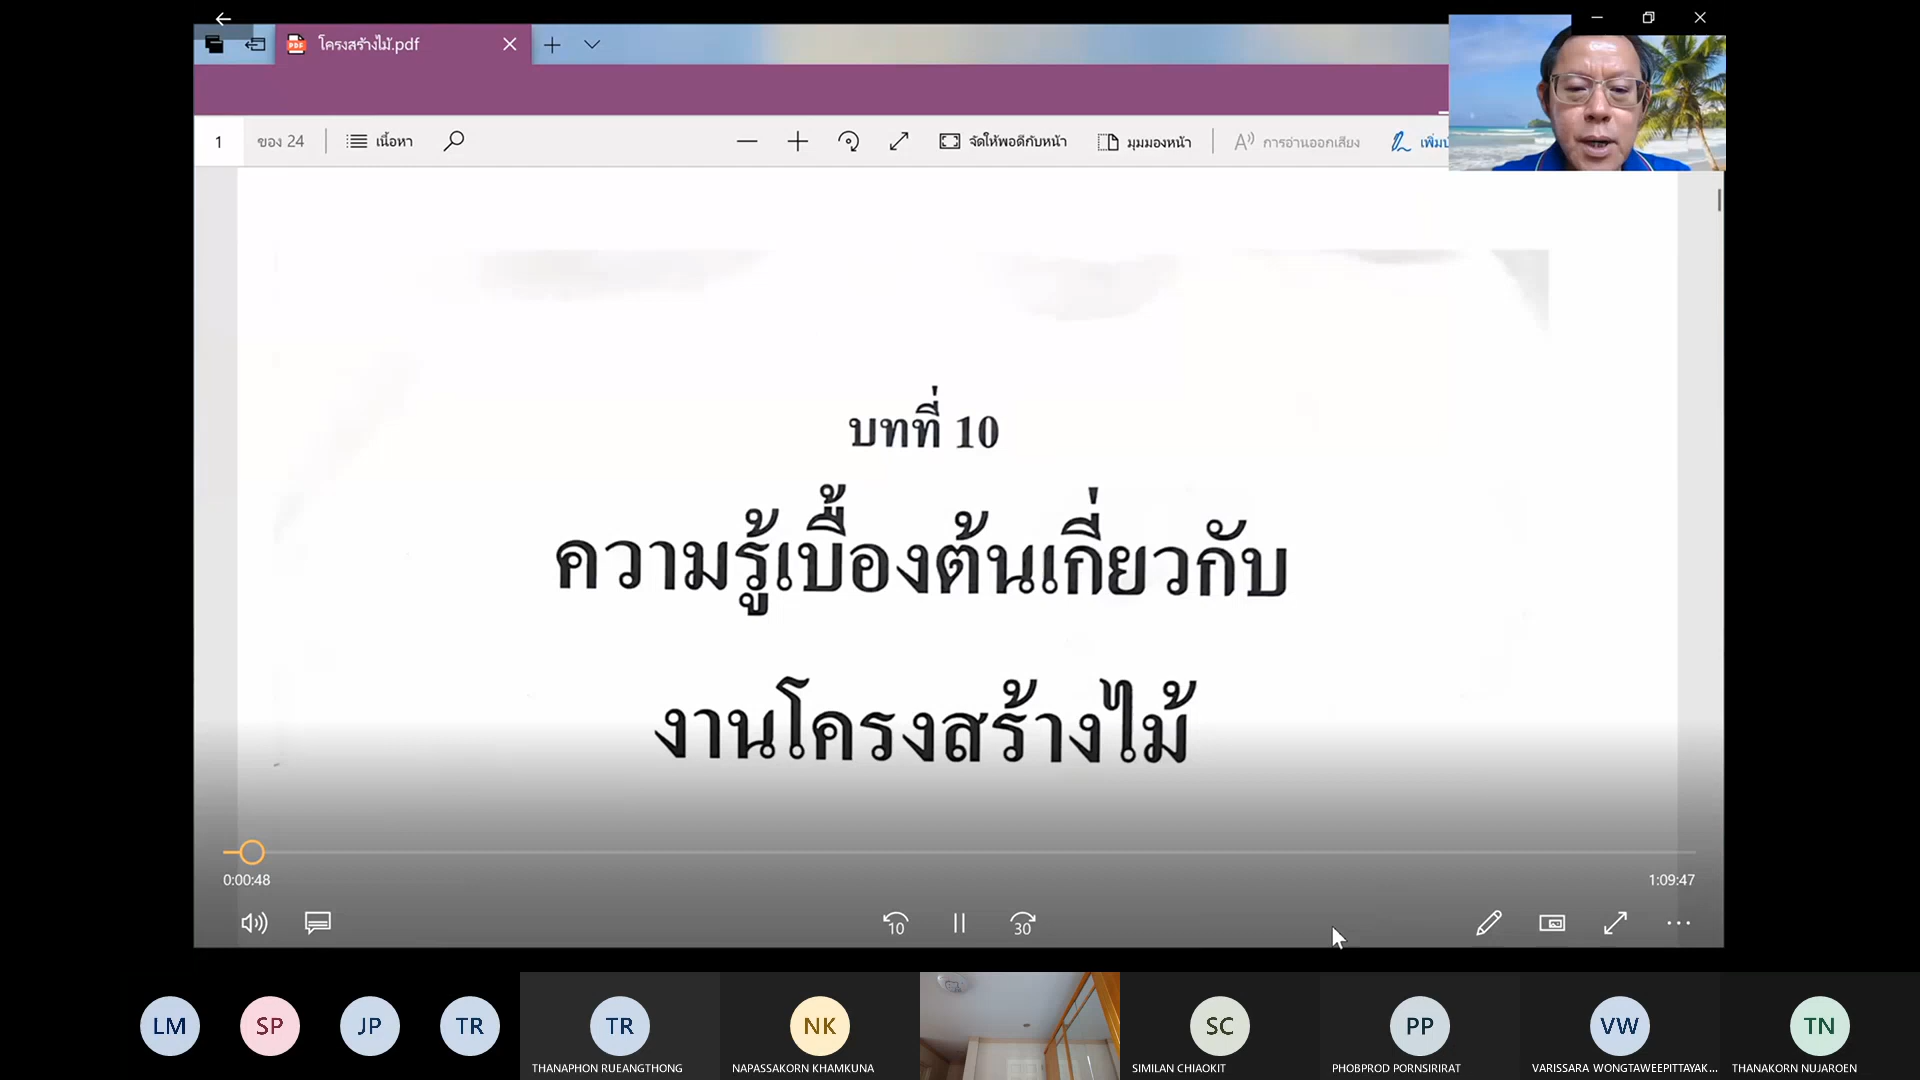 โครงสร้างไม้.pdf
1 ของ 24 เนื้อหา จัดให้พอดีกับหน้า มุมมองหน้า การอ่านออกเสียง
บทที่ 10
ความรู้เบื้องต้นเกี่ยวกับ
งานโครงสร้างไม้
0:00:48 1:09:47
10 30
LM SP JP TR TR NK SC PP VW TN
THANAPHON RUEANGTHONG NAPASSAKORN KHAMKUNA SIMILAN CHIAOKIT PHOBPROD PORNSIRIRAT VARISSARA WONGTAWEEPITTAYAK... THANAKORN NUJAROEN